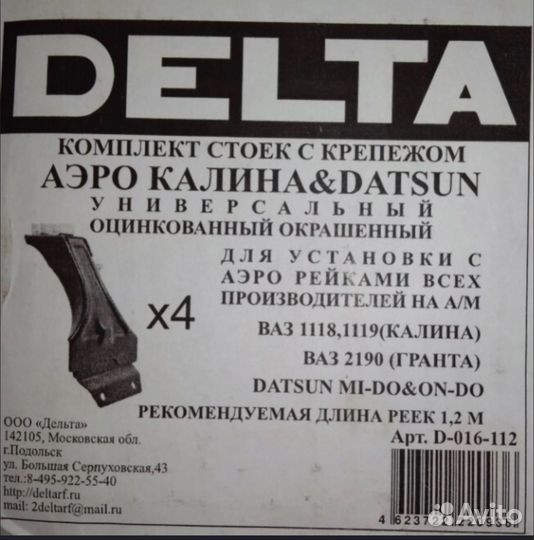 DELTA
КОМПЛЕКТ СТОЕК С КРЕПЕЖОМ
АЭРО КАЛИНА&DATSUN
УНИВЕРСАЛЬНЫЙ
ОЦИНКОВАННЫЙ ОКРАШЕННЫЙ
ДЛЯ УСТАНОВКИ С
АЭРО РЕЙКАМИ ВСЕХ
ПРОИЗВОДИТЕЛЕЙ НА А/М
x4
ВАЗ 1118,1119(КАЛИНА)
ВАЗ 2190 (ГРАНТА)
DATSUN MI-DO&ON-DO
РЕКОМЕНДУЕМАЯ ДЛИНА РЕЕК 1,2 М
Арт. D-016-112
ООО «Дельта»
142105, Московская обл.
г.Подольск
ул. Большая Серпуховская,43
тел.:8-495-922-55-40
http://deltarf.ru
mail: 2deltarf@mail.ru
Avito